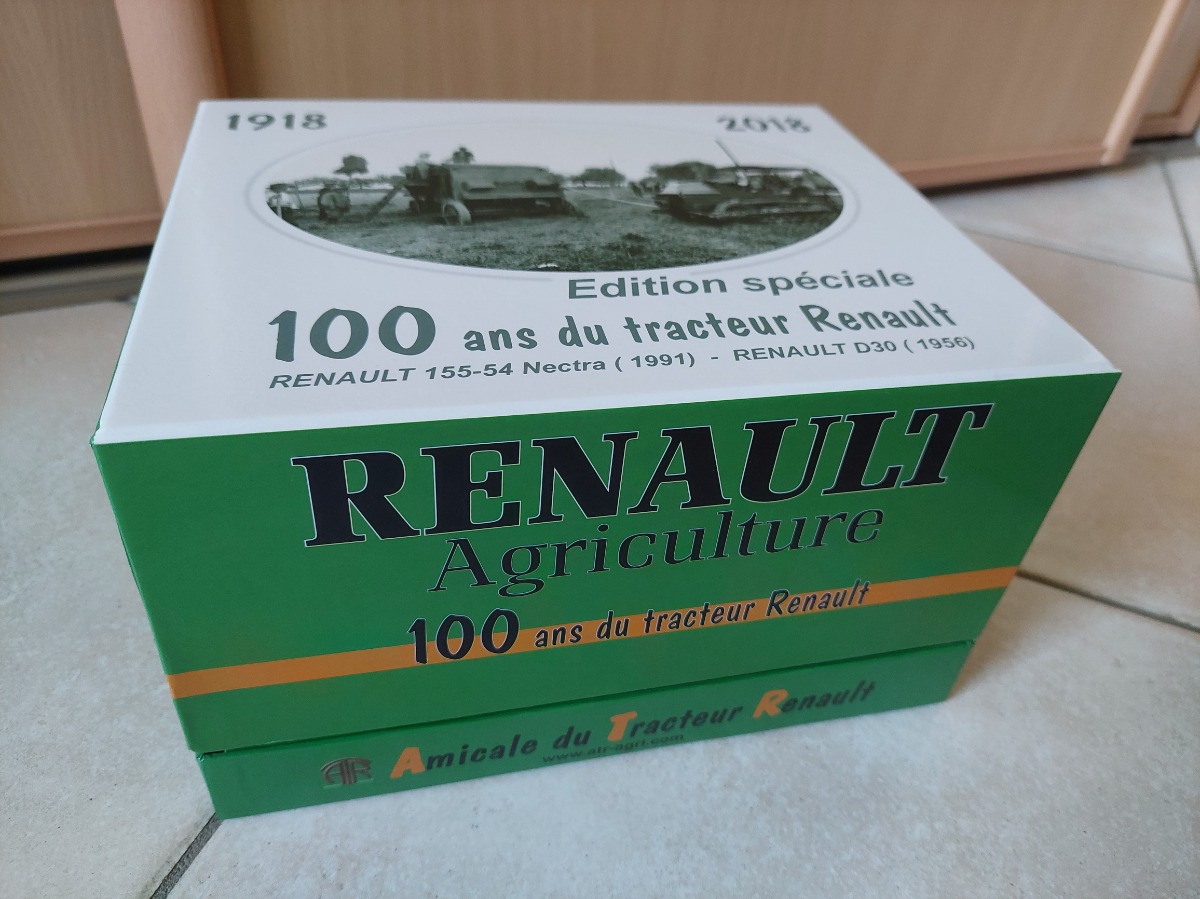 1918 2018
Edition spéciale
100 ans du tracteur Renault
RENAULT 155-54 Nectra ( 1991) - RENAULT D30 ( 1956)
RENAULT
Agriculture
100 ans du tracteur Renault
ATR Amicale du Tracteur Renault
www.atr-agri.com